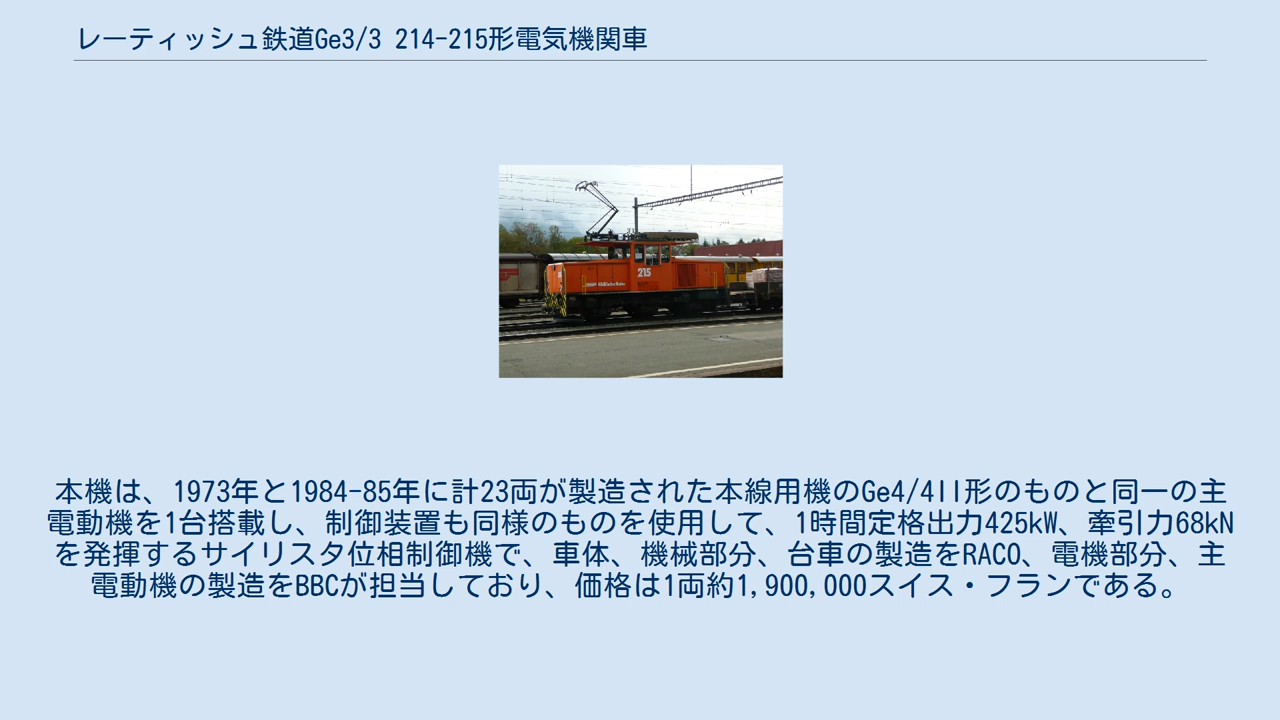 レーティッシュ鉄道Ge3/3 214-215形電気機関車
215
本機は、1973年と1984-85年に計23両が製造された本線用機のGe4/4II形のものと同一の主
電動機を1台搭載し、制御装置も同様のものを使用して、1時間定格出力425kW、牽引力68kN
を発揮するサイリスタ位相制御機で、車体、機械部分、台車の製造をRACO、電機部分、主
電動機の製造をBBCが担当しており、価格は1両約1,900,000スイス・フランである。